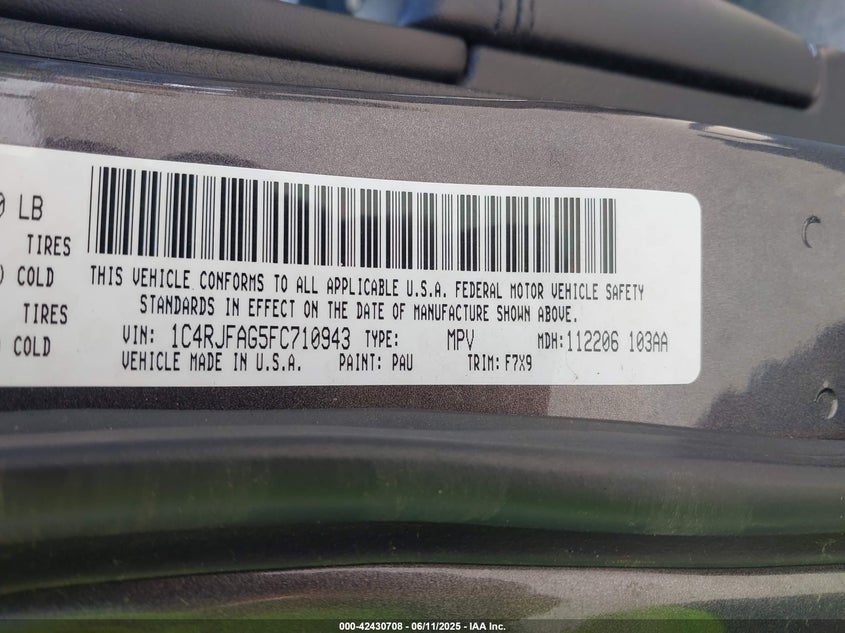 0 LB
TIRES
COLD
TIRES
COLD
THIS VEHICLE CONFORMS TO ALL APPLICABLE U.S.A. FEDERAL MOTOR VEHICLE SAFETY
STANDARDS IN EFFECT ON THE DATE OF MANUFACTURE SHOWN ABOVE.
VIN: 1C4RJFAG5FC710943 TYPE: MPV MDH:112206 103AA
VEHICLE MADE IN U.S.A. PAINT: PAU TRIM: F7X9
000-42430708 - 06/11/2025 - IAA Inc.